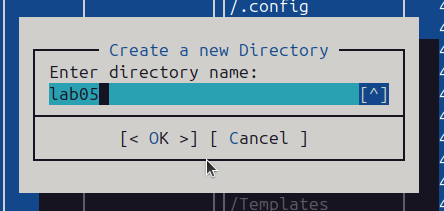 /.config
Create a new Directory
Enter directory name:
lab05 [^]
[< OK >] [ Cancel ]
/Templates